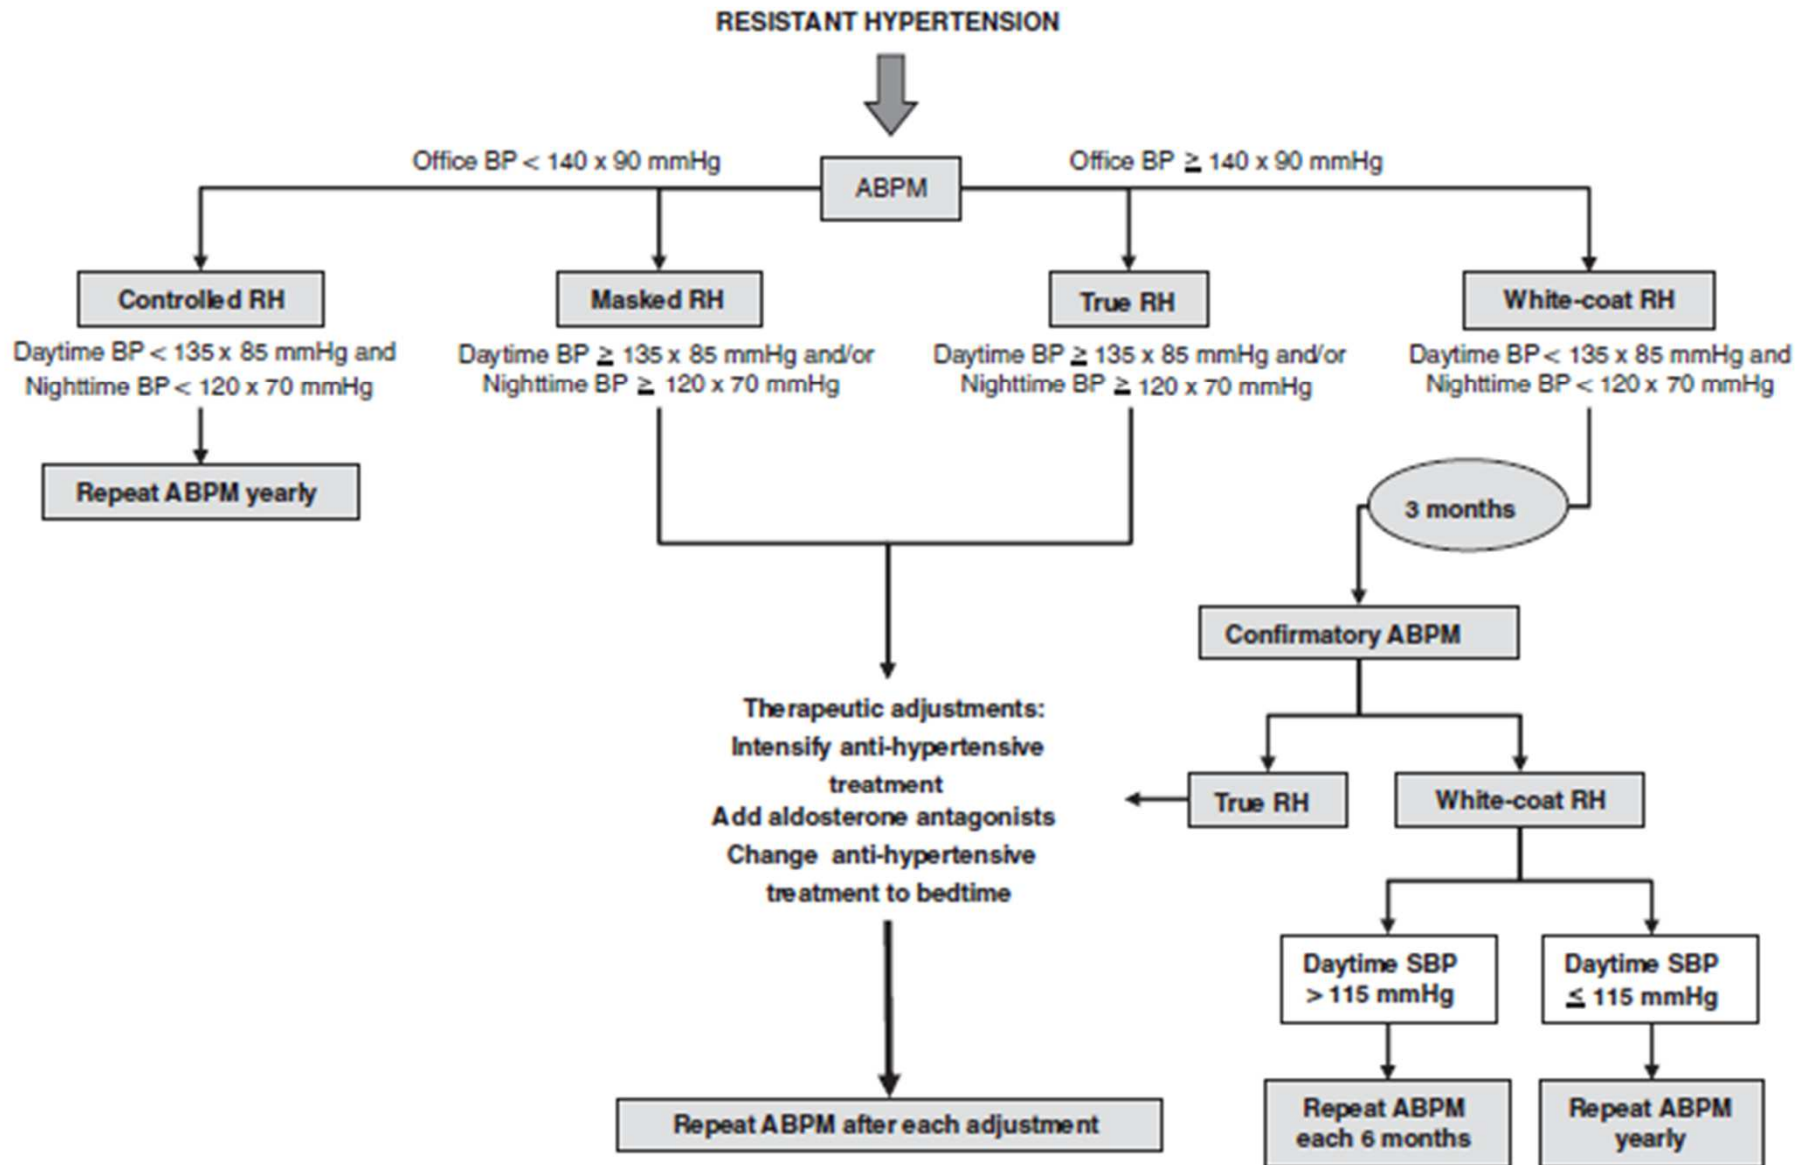 RESISTANT HYPERTENSION
Office BP < 140 x 90 mmHg
ABPM
Office BP ≥ 140 x 90 mmHg
Controlled RH
Masked RH
True RH
White-coat RH
Daytime BP < 135 x 85 mmHg and
Nighttime BP < 120 x 70 mmHg
Daytime BP ≥ 135 x 85 mmHg and/or
Nighttime BP ≥ 120 x 70 mmHg
Daytime BP ≥ 135 x 85 mmHg and/or
Nighttime BP ≥ 120 x 70 mmHg
Daytime BP < 135 x 85 mmHg and
Nighttime BP < 120 x 70 mmHg
Repeat ABPM yearly
3 months
Confirmatory ABPM
Therapeutic adjustments:
Intensify anti-hypertensive
treatment
Add aldosterone antagonists
Change anti-hypertensive
treatment to bedtime
True RH
White-coat RH
Daytime SBP
> 115 mmHg
Daytime SBP
≤ 115 mmHg
Repeat ABPM after each adjustment
Repeat ABPM
each 6 months
Repeat ABPM
yearly